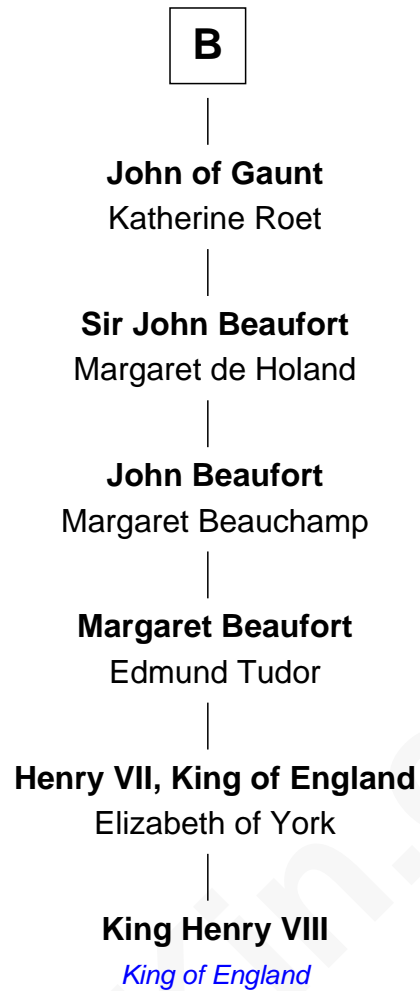 B
John of Gaunt
Katherine Roet
Sir John Beaufort
Margaret de Holand
John Beaufort
Margaret Beauchamp
Margaret Beaufort
Edmund Tudor
Henry VII, King of England
Elizabeth of York
King Henry VIII
King of England